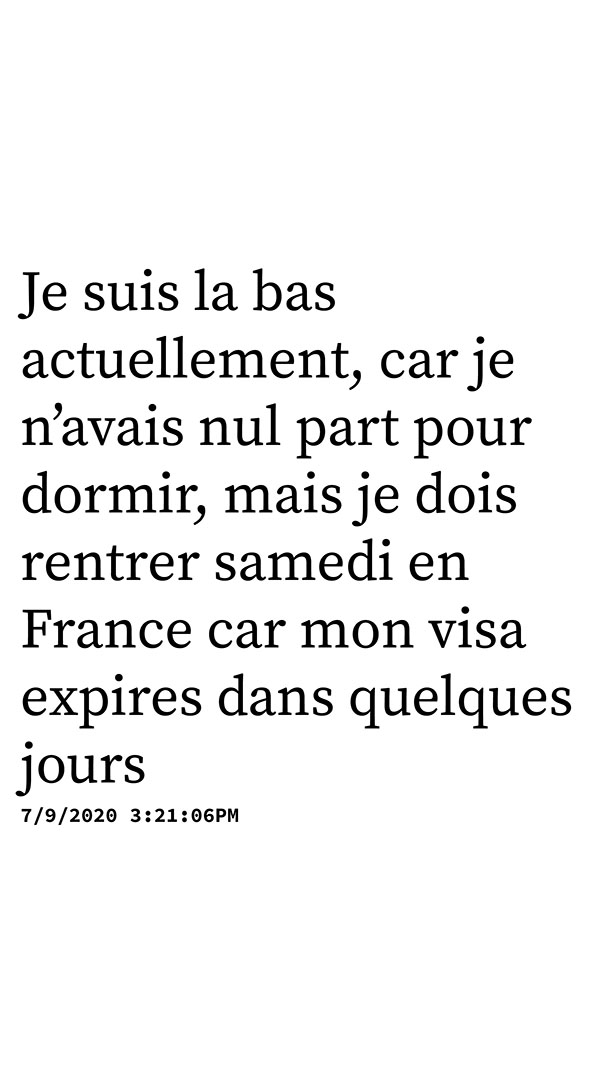 Je suis la bas
actuellement, car je
n’avais nul part pour
dormir, mais je dois
rentrer samedi en
France car mon visa
expires dans quelques
jours
7/9/2020 3:21:06PM